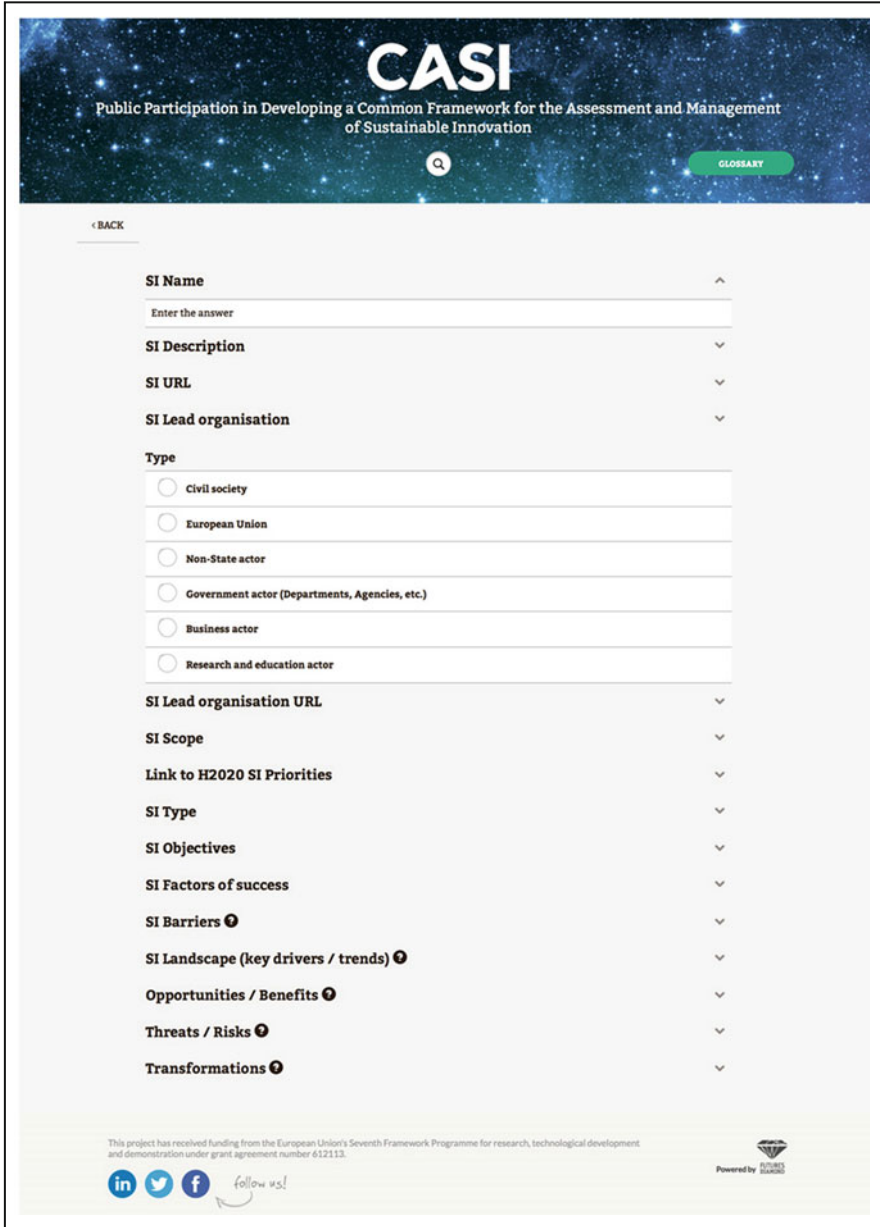 CASI
Public Participation in Developing a Common Framework for the Assessment and Management
of Sustainable Innovation
GLOSSARY
< BACK
SI Name
Enter the answer
SI Description
SI URL
SI Lead organisation
Type
Civil society
European Union
Non-State actor
Government actor (Departments, Agencies, etc.)
Business actor
Research and education actor
SI Lead organisation URL
SI Scope
Link to H2020 SI Priorities
SI Type
SI Objectives
SI Factors of success
SI Barriers ?
SI Landscape (key drivers / trends) ?
Opportunities / Benefits ?
Threats / Risks ?
Transformations ?
This project has received funding from the European Union's Seventh Framework Programme for research, technological development
and demonstration under grant agreement number 612113.
Powered by FUTURES DIAMOND
in f follow us!